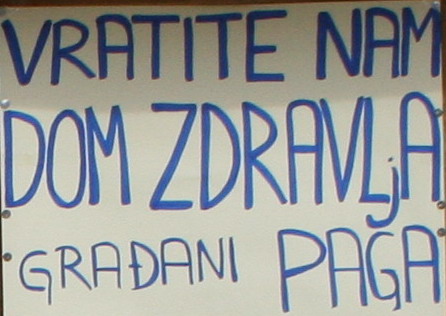 VRATITE NAM
DOM ZDRAVLjA
GRAĐANI PAGA